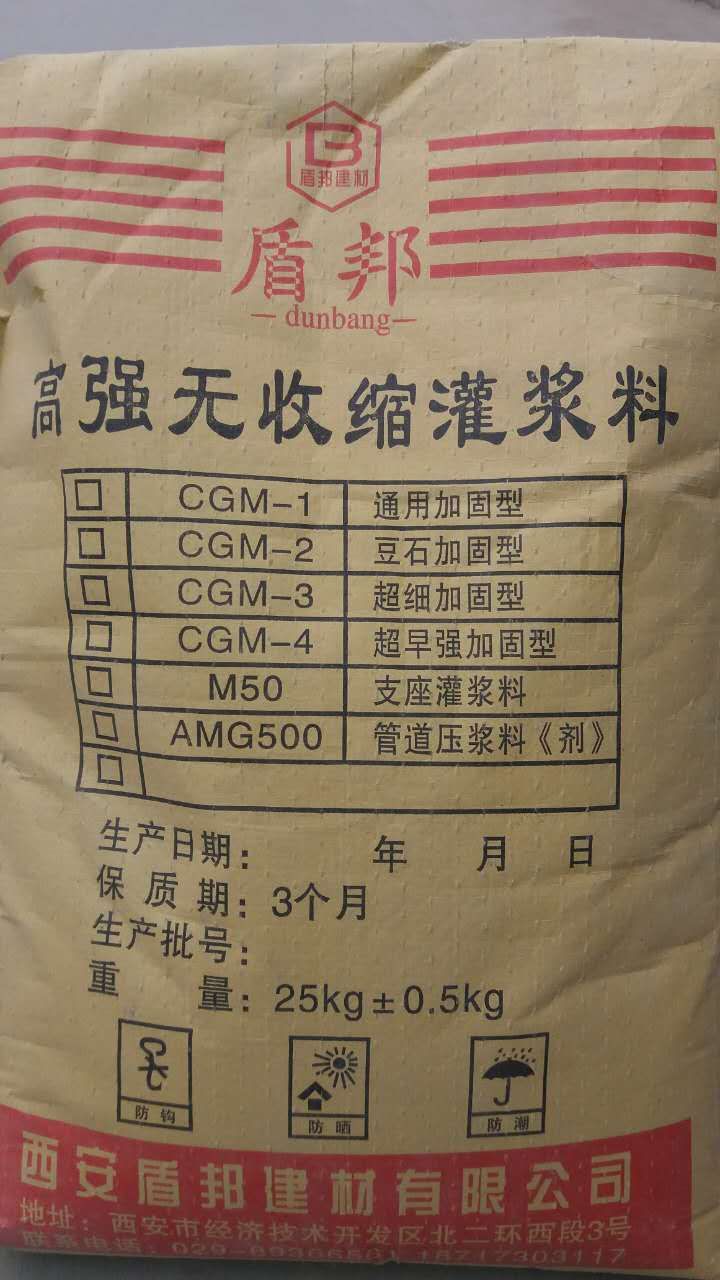 盾邦建材
盾邦
dunbang
高强无收缩灌浆料
□ CGM-1 通用加固型
□ CGM-2 豆石加固型
□ CGM-3 超细加固型
□ CGM-4 超早强加固型
□ M50 支座灌浆料
□ AMG500 管道压浆料《剂》
□
生产日期： 年 月 日
保质期：3个月
生产批号：
重量：25kg±0.5kg
防钩 防晒 防潮
西安盾邦建材有限公司
地址：西安市经济技术开发区北二环西段3号
联系电话：